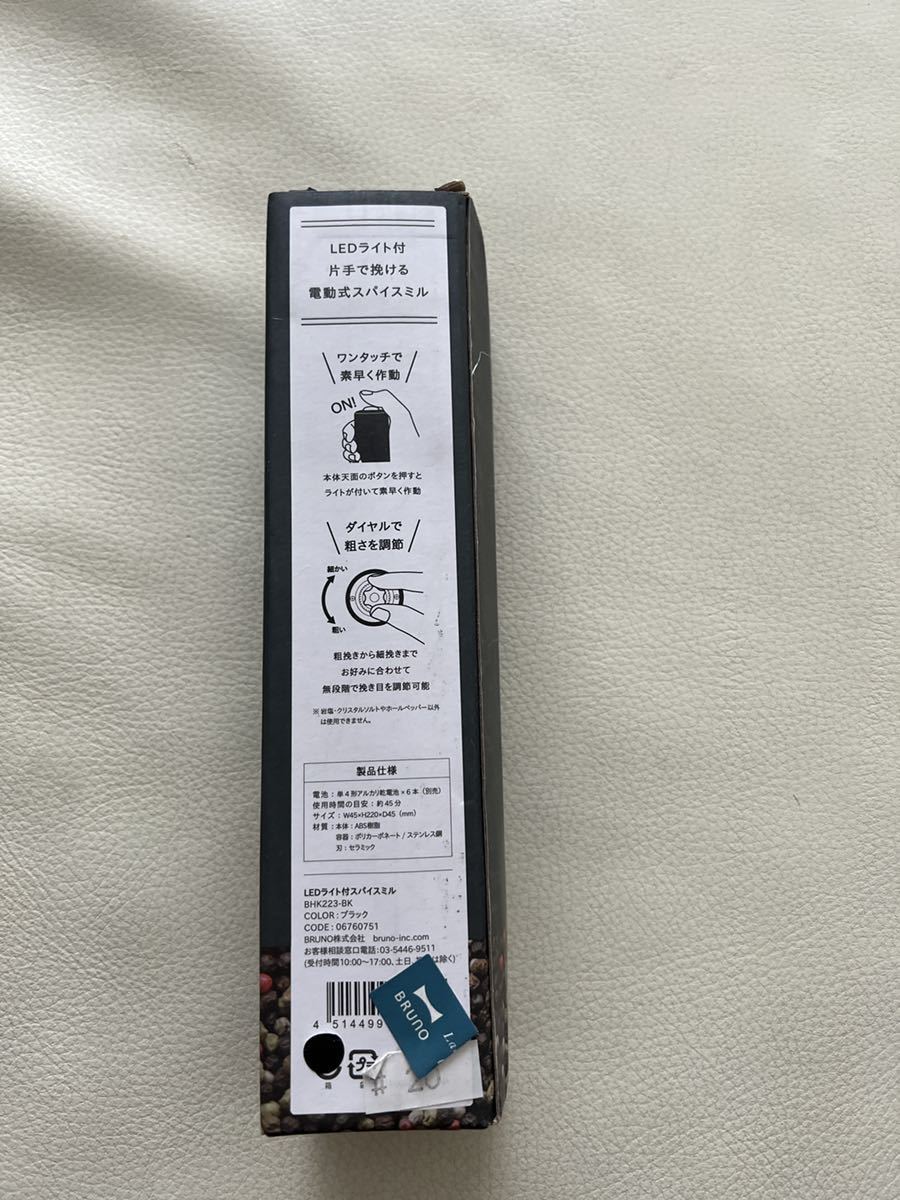 LEDライト付
片手で挽ける
電動式スパイスミル
ワンタッチで
素早く作動
ON!
本体天面のボタンを押すと
ライトが付いて素早く作動
ダイヤルで
粗さを調節
細かい
粗い
粗挽きから細挽きまで
お好みに合わせて
無段階で挽き目を調節可能
※岩塩・クリスタルソルトやホールペッパー以外
は使用できません。
製品仕様
電池：単4形アルカリ乾電池×6本（別売）
使用時間の目安：約45分
サイズ：W45×H220×D45（mm）
材質：本体：ABS樹脂
容器：ポリカーボネート / ステンレス鋼
刃：セラミック
LEDライト付スパイスミル
BHK223-BK
COLOR：ブラック
CODE：06760751
BRUNO株式会社 bruno-inc.com
お客様相談窓口電話：03-5446-9511
(受付時間10:00〜17:00、土日、は除く)
4 514499
BRUNO
La
箱
プラ
# 20